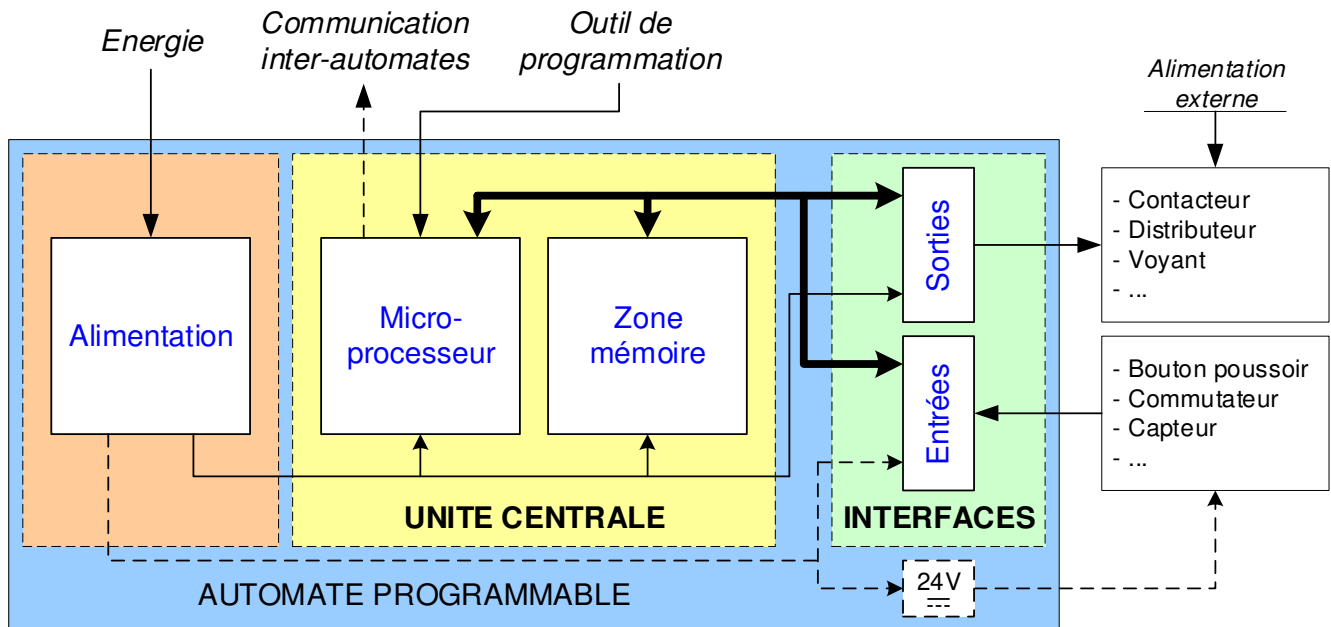 Energie
Communication
inter-automates
Outil de
programmation
Alimentation
externe
Alimentation
Micro-
processeur
Zone
mémoire
Sorties
Entrées
- Contacteur
- Distributeur
- Voyant
- ...
- Bouton poussoir
- Commutateur
- Capteur
- ...
UNITE CENTRALE
INTERFACES
AUTOMATE PROGRAMMABLE
24V